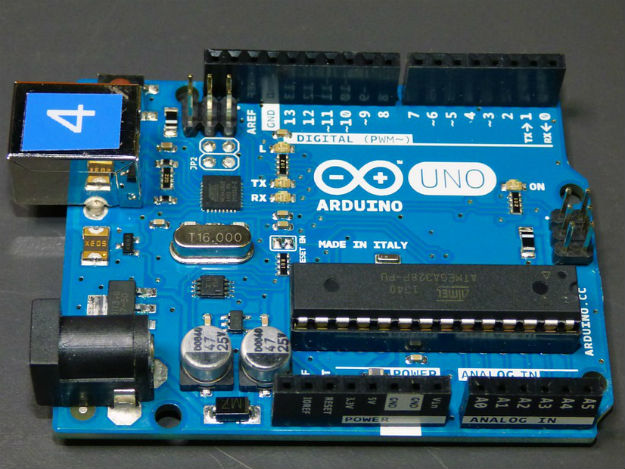 4
AREF
GND
13
12
~11
~10
~9
8
7
~6
~5
4
~3
2
TX→1
RX←0
DIGITAL (PWM~)
JP2
L
TX
RX
UNO
ON
ARDUINO
T16.000
RESET EN
MADE IN ITALY
ATMEL
ATMEGA328P-PU
ARDUINO.CC
47
25V
47
25V
M7
POWER
ANALOG IN
IOREF
RESET
3.3V
5V
GND
GND
Vin
A0
A1
A2
A3
A4
A5
POWER
ANALOG IN